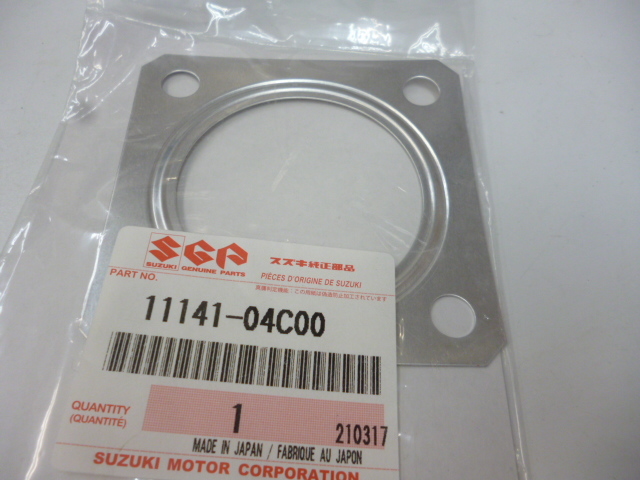 SGP
SUZUKI GENUINE PARTS
スズキ純正部品
PIÈCES D'ORIGINE DE SUZUKI
PART NO.
11141-04C00
QUANTITY
(QUANTITÉ)
1
210317
MADE IN JAPAN / FABRIQUE AU JAPON
SUZUKI MOTOR CORPORATION